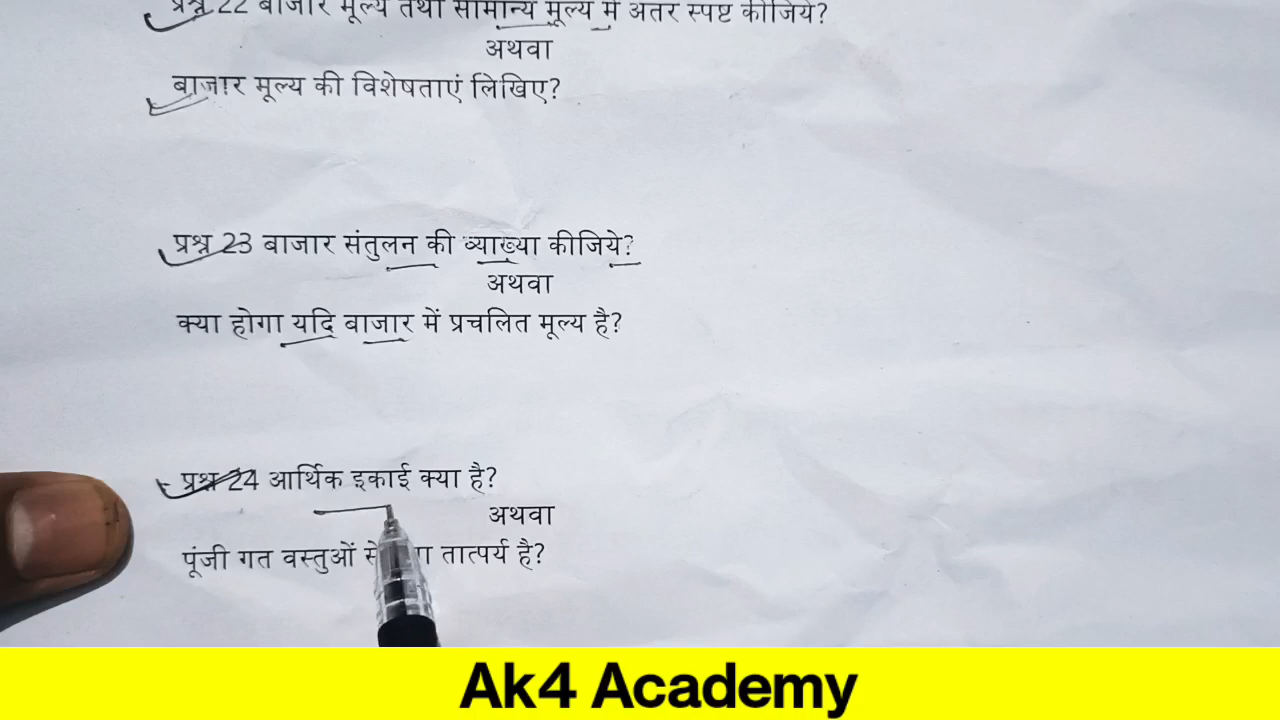 प्रश्न 22 बाजार मूल्य तथा सामान्य मूल्य में अंतर स्पष्ट कीजिये?
अथवा
बाजार मूल्य की विशेषताएं लिखिए?
प्रश्न 23 बाजार संतुलन की व्याख्या कीजिये?
अथवा
क्या होगा यदि बाजार में प्रचलित मूल्य है?
प्रश्न 24 आर्थिक इकाई क्या है?
अथवा
पूंजी गत वस्तुओं से तात्पर्य है?
Ak4 Academy